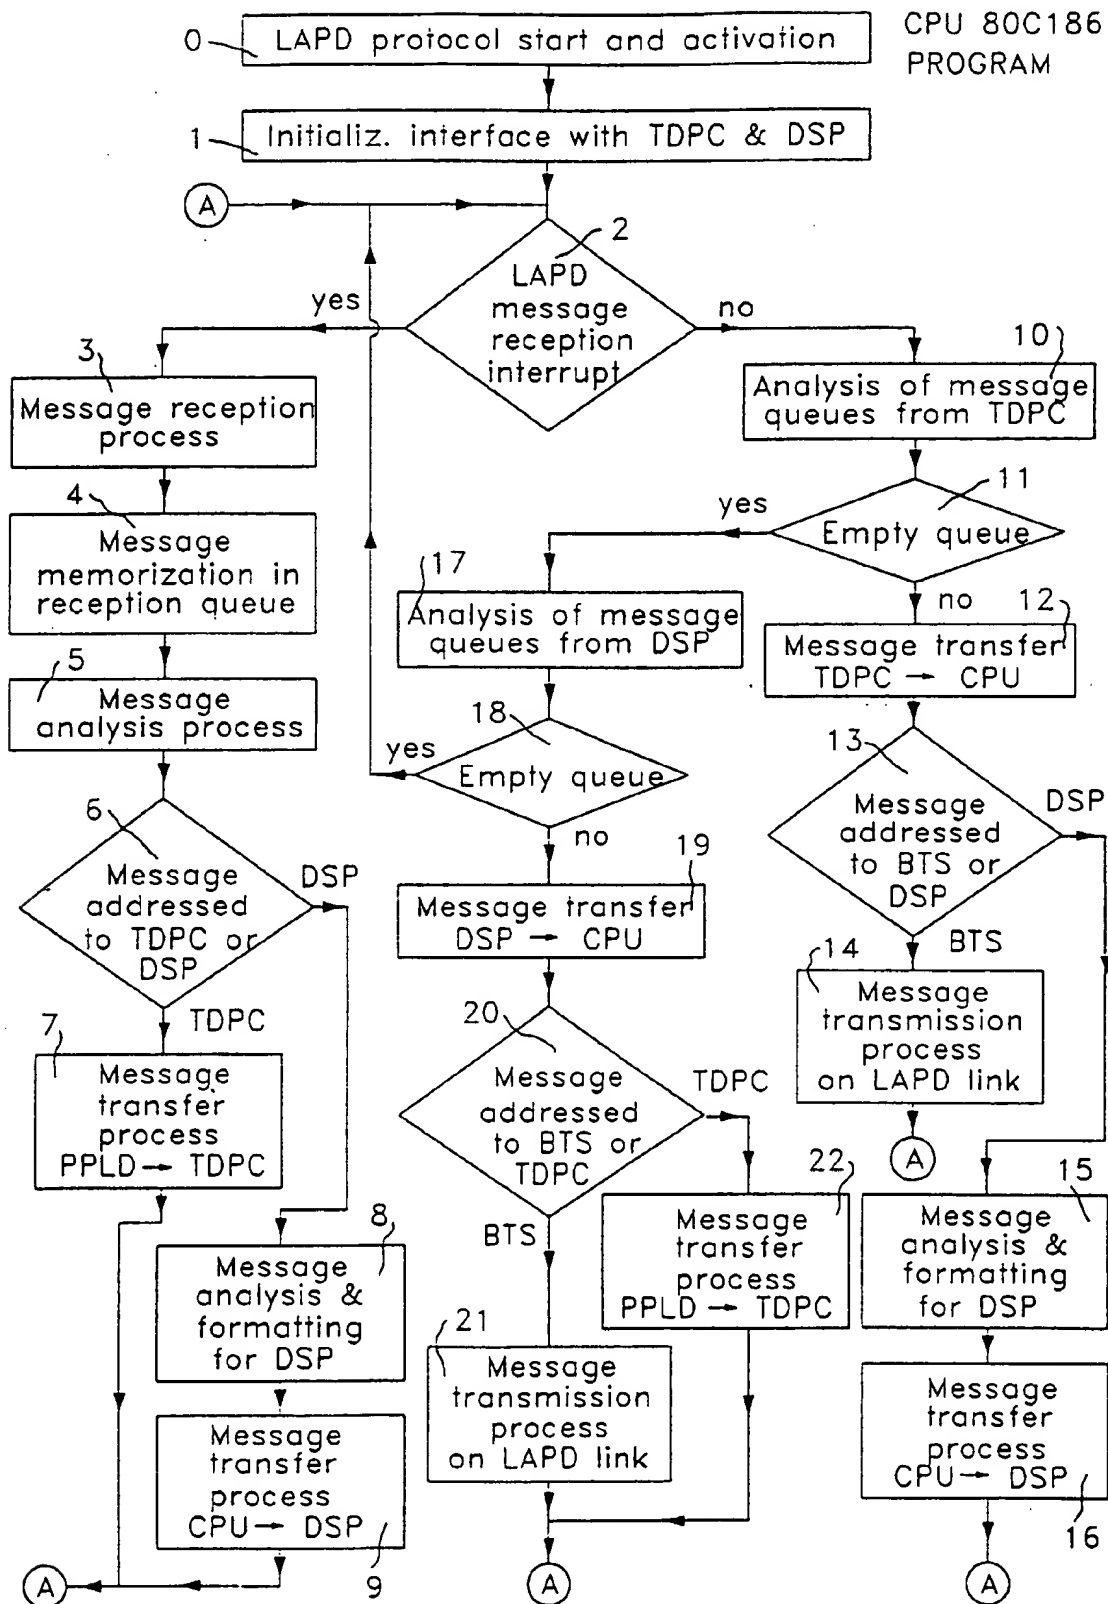 CPU 80C186
PROGRAM
0
LAPD protocol start and activation
1
Initializ. interface with TDPC & DSP
A
2
LAPD
message
reception
interrupt
yes
no
3
Message reception
process
4
Message
memorization in
reception queue
5
Message
analysis process
6
Message
addressed
to TDPC or
DSP
DSP
TDPC
7
Message
transfer
process
PPLD → TDPC
8
Message
analysis &
formatting
for DSP
Message
transfer
process
CPU → DSP
9
A
10
Analysis of message
queues from TDPC
11
Empty queue
yes
no
12
Message transfer
TDPC → CPU
13
Message
addressed
to BTS or
DSP
DSP
BTS
14
Message
transmission
process
on LAPD link
A
15
Message
analysis &
formatting
for DSP
Message
transfer
process
CPU → DSP
16
A
17
Analysis of message
queues from DSP
18
Empty queue
yes
no
19
Message transfer
DSP → CPU
20
Message
addressed
to BTS or
TDPC
TDPC
BTS
21
Message
transmission
process
on LAPD link
22
Message
transfer
process
PPLD → TDPC
A